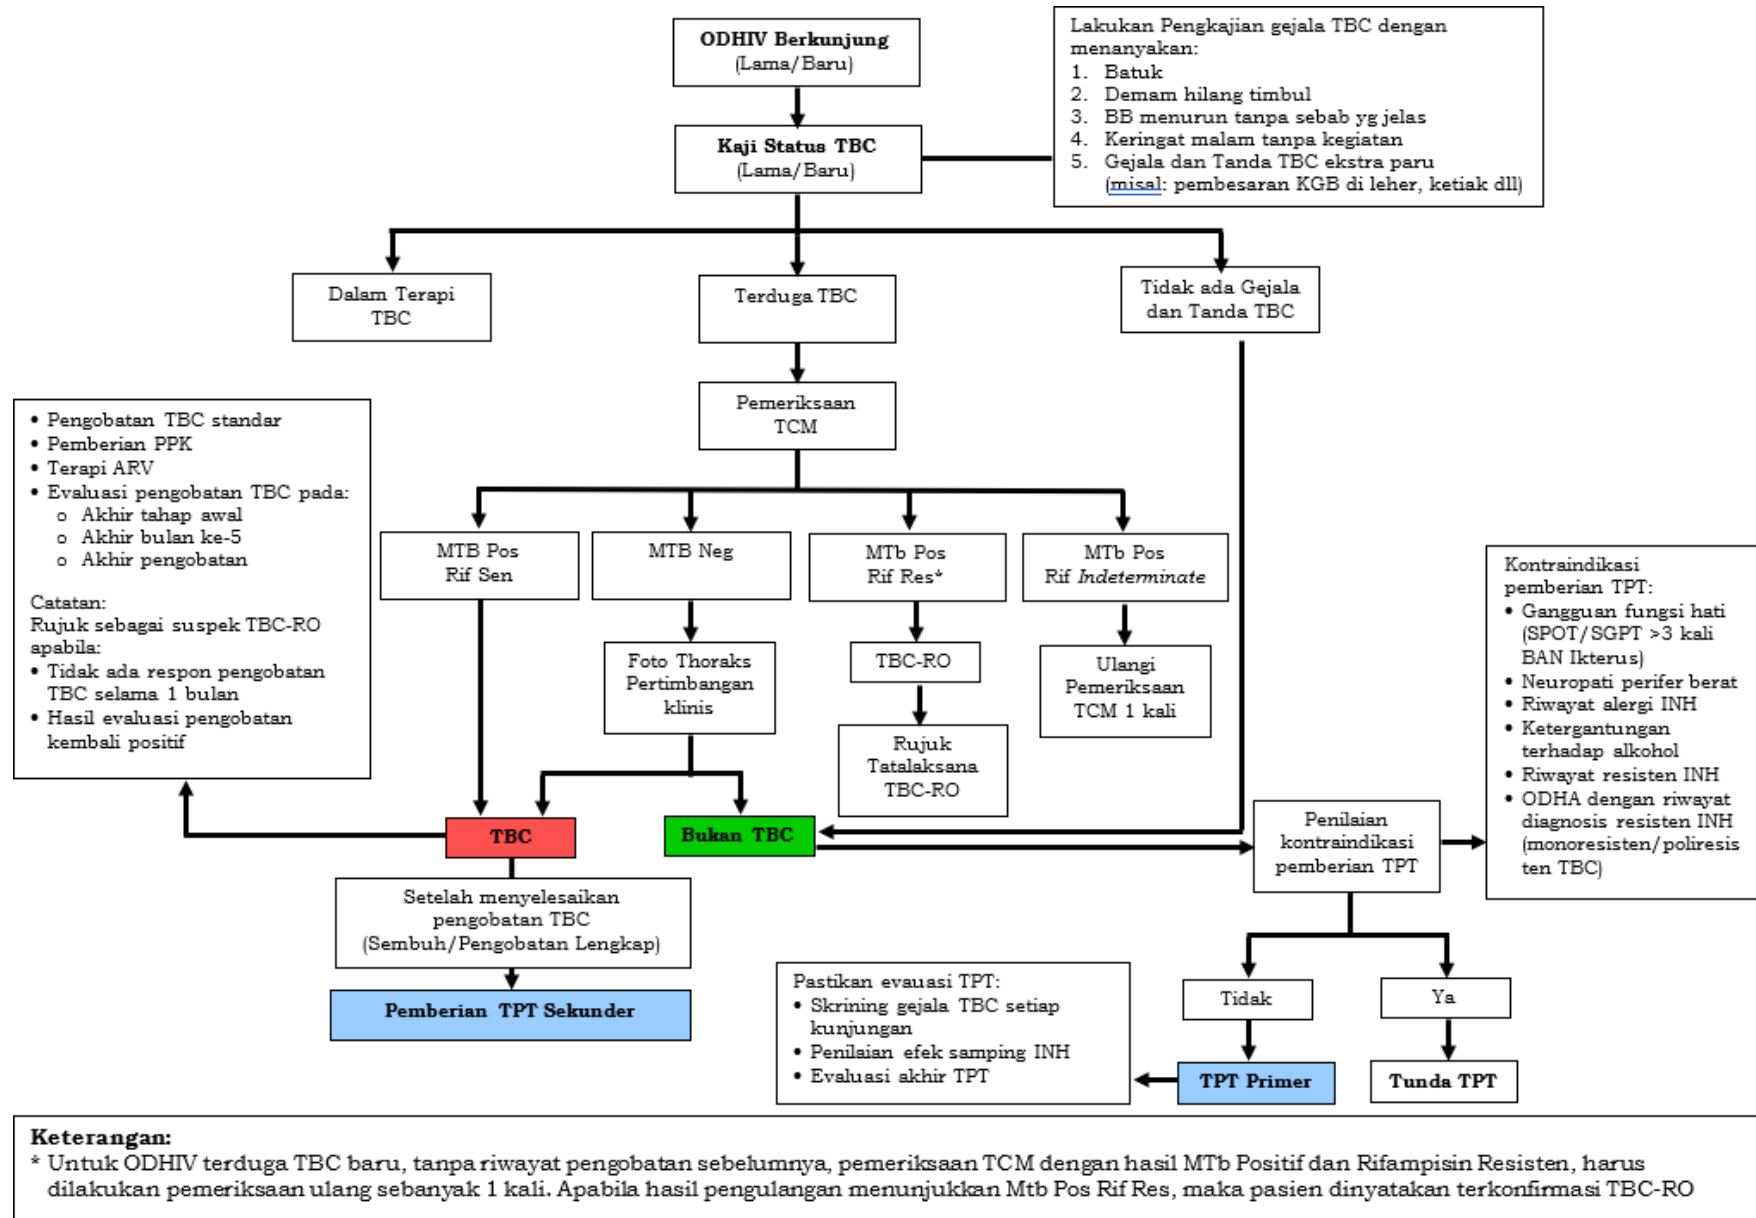 ODHIV Berkunjung
(Lama/Baru)
Lakukan Pengkajian gejala TBC dengan
menanyakan:
1. Batuk
2. Demam hilang timbul
3. BB menurun tanpa sebab yg jelas
4. Keringat malam tanpa kegiatan
5. Gejala dan Tanda TBC ekstra paru
(misal: pembesaran KGB di leher, ketiak dll)
Kaji Status TBC
(Lama/Baru)
Dalam Terapi
TBC
Terduga TBC
Tidak ada Gejala
dan Tanda TBC
Pemeriksaan
TCM
• Pengobatan TBC standar
• Pemberian PPK
• Terapi ARV
• Evaluasi pengobatan TBC pada:
o Akhir tahap awal
o Akhir bulan ke-5
o Akhir pengobatan
Catatan:
Rujuk sebagai suspek TBC-RO
apabila:
• Tidak ada respon pengobatan
TBC selama 1 bulan
• Hasil evaluasi pengobatan
kembali positif
MTB Pos
Rif Sen
MTB Neg
MTb Pos
Rif Res*
MTb Pos
Rif Indeterminate
Foto Thoraks
Pertimbangan
klinis
TBC-RO
Ulangi
Pemeriksaan
TCM 1 kali
Rujuk
Tatalaksana
TBC-RO
Kontraindikasi
pemberian TPT:
• Gangguan fungsi hati
(SPOT/SGPT >3 kali
BAN Ikterus)
• Neuropati perifer berat
• Riwayat alergi INH
• Ketergantungan
terhadap alkohol
• Riwayat resisten INH
• ODHA dengan riwayat
diagnosis resisten INH
(monoresisten/poliresis
ten TBC)
TBC
Bukan TBC
Penilaian
kontraindikasi
pemberian TPT
Setelah menyelesaikan
pengobatan TBC
(Sembuh/Pengobatan Lengkap)
Pemberian TPT Sekunder
Pastikan evauasi TPT:
• Skrining gejala TBC setiap
kunjungan
• Penilaian efek samping INH
• Evaluasi akhir TPT
Tidak
Ya
TPT Primer
Tunda TPT
Keterangan:
* Untuk ODHIV terduga TBC baru, tanpa riwayat pengobatan sebelumnya, pemeriksaan TCM dengan hasil MTb Positif dan Rifampisin Resisten, harus
dilakukan pemeriksaan ulang sebanyak 1 kali. Apabila hasil pengulangan menunjukkan Mtb Pos Rif Res, maka pasien dinyatakan terkonfirmasi TBC-RO